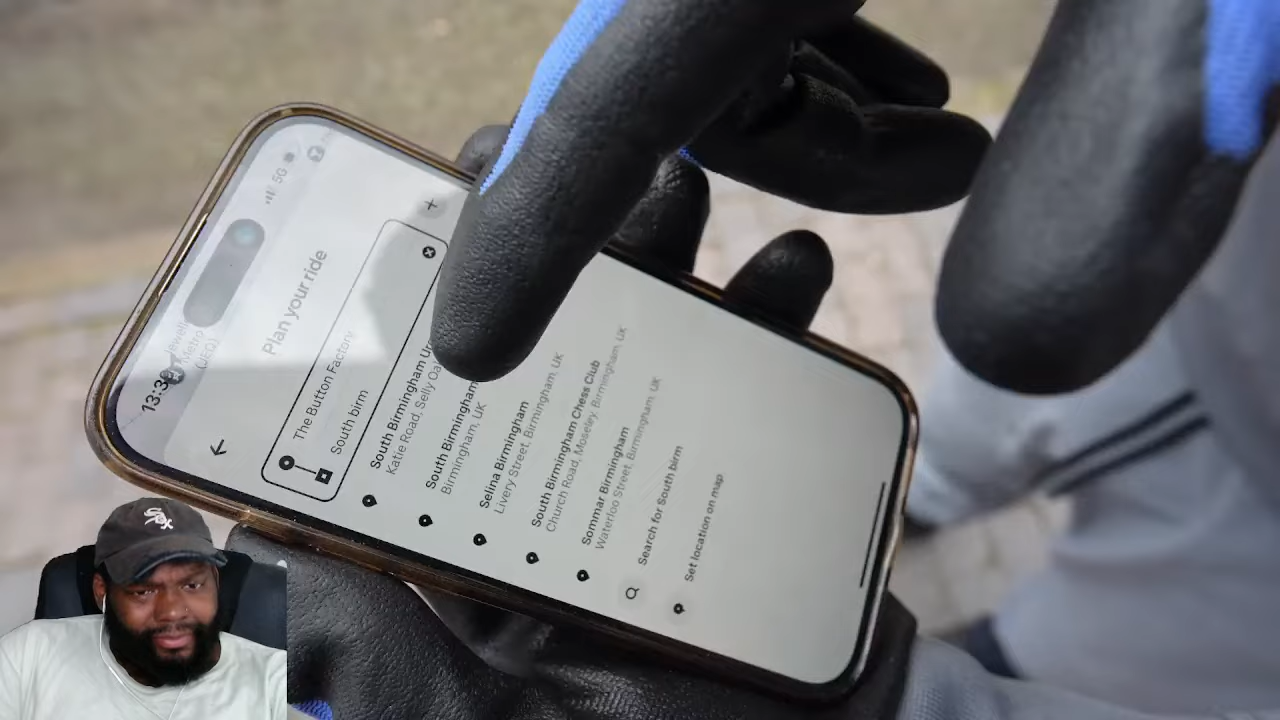 13:3
5G
Plan your ride
The Button Factory
South birm
South Birmingham
Katie Road, Selly
South Birmingham
Birmingham, UK
Selina Birmingham
Livery Street, Birmingham, UK
South Birmingham Chess Club
Church Road, Moseley, Birmingham, UK
Sommar Birmingham
Waterloo Street, Birmingham, UK
Search for South birm
Set location on map